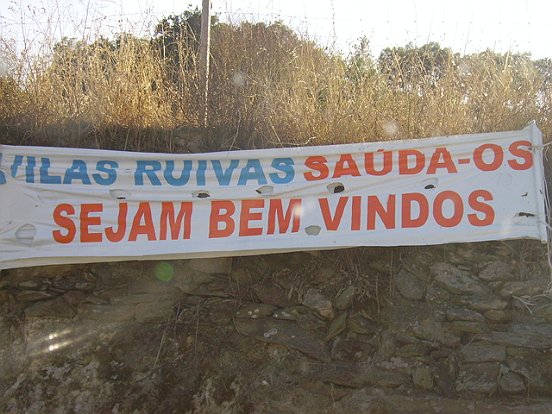 VILAS RUIVAS SAÚDA-OS
SEJAM BEM VINDOS